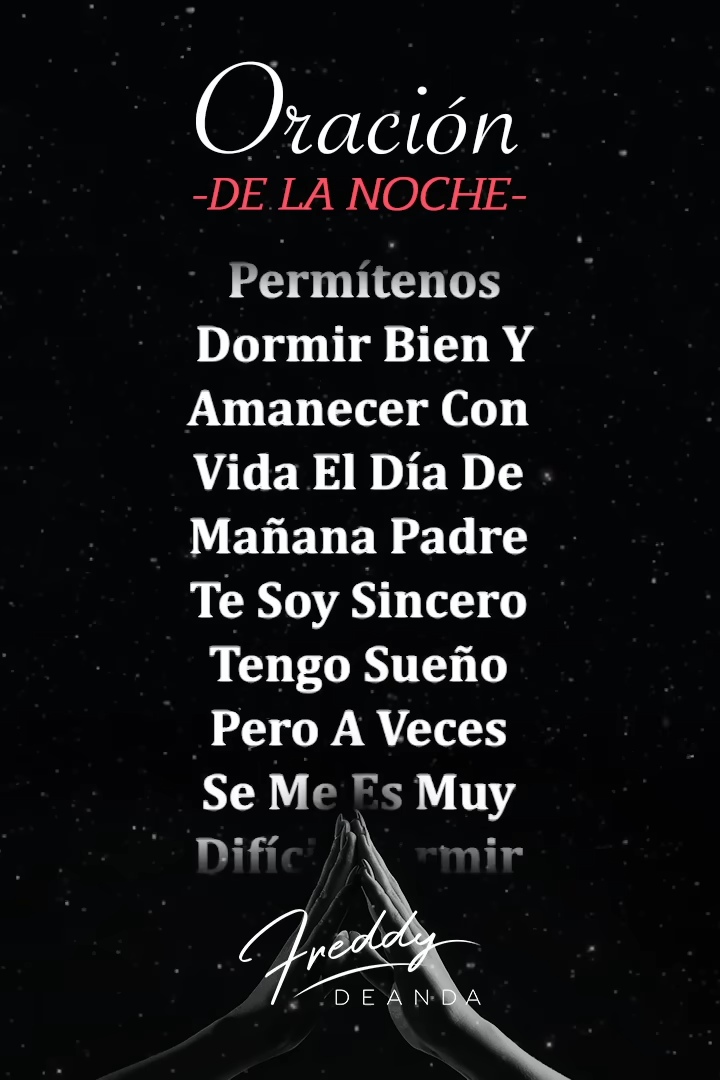 Oración
-DE LA NOCHE-
Permítenos
Dormir Bien Y
Amanecer Con
Vida El Día De
Mañana Padre
Te Soy Sincero
Tengo Sueño
Pero A Veces
Se Me Es Muy
Freddy
DEANDA